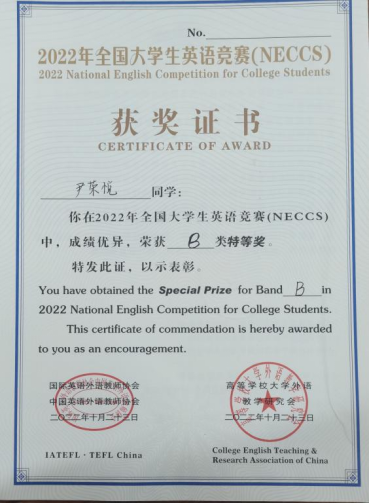 No.
2022年全国大学生英语竞赛(NECCS)
2022 National English Competition for College Students
获奖证书
CERTIFICATE OF AWARD
尹荣悦 同学:
你在2022年全国大学生英语竞赛(NECCS)
中，成绩优异，荣获 B 类特等奖。
特发此证，以示表彰。
You have obtained the Special Prize for Band B in
2022 National English Competition for College Students.
This certificate of commendation is hereby awarded
to you as an encouragement.
国际英语外语教师协会 高等学校大学外语
中国英语外语教师协会 教学研究会
二〇二二年十月二十三日 二〇二二年十月二十三日
IATEFL·TEFL China College English Teaching &
Research Association of China